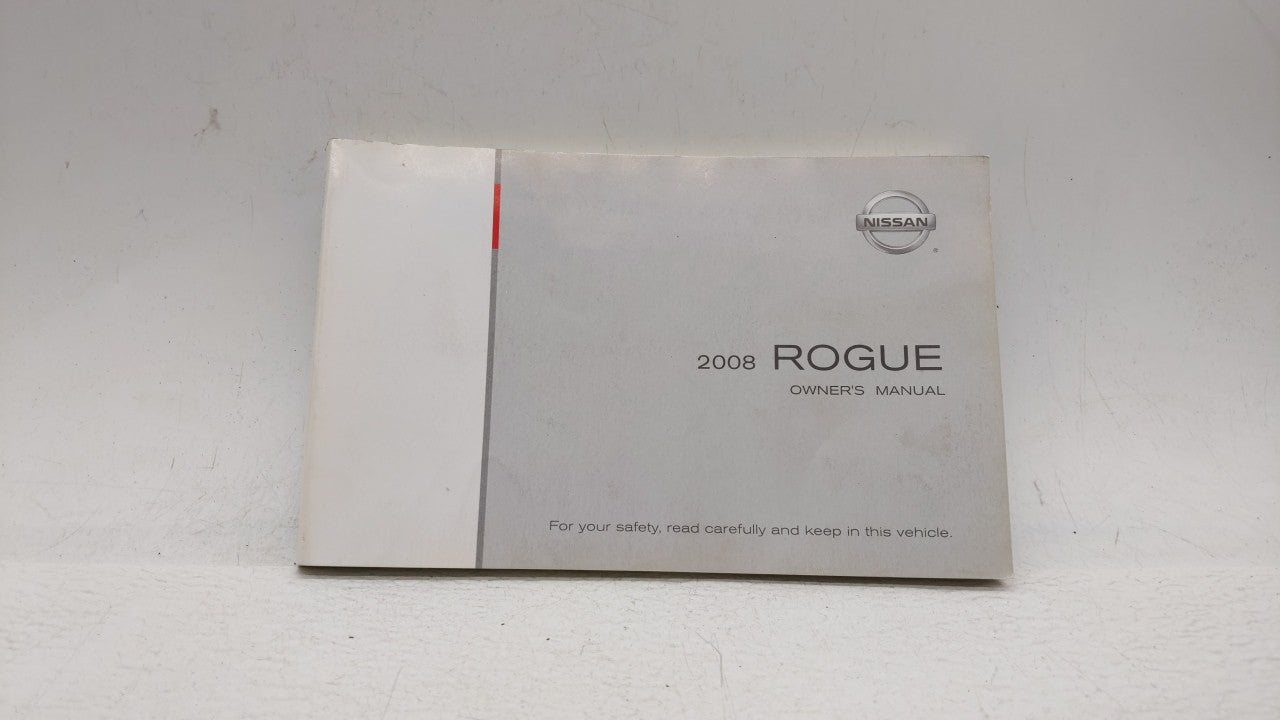 NISSAN
®
2008 ROGUE
OWNER'S MANUAL
For your safety, read carefully and keep in this vehicle.